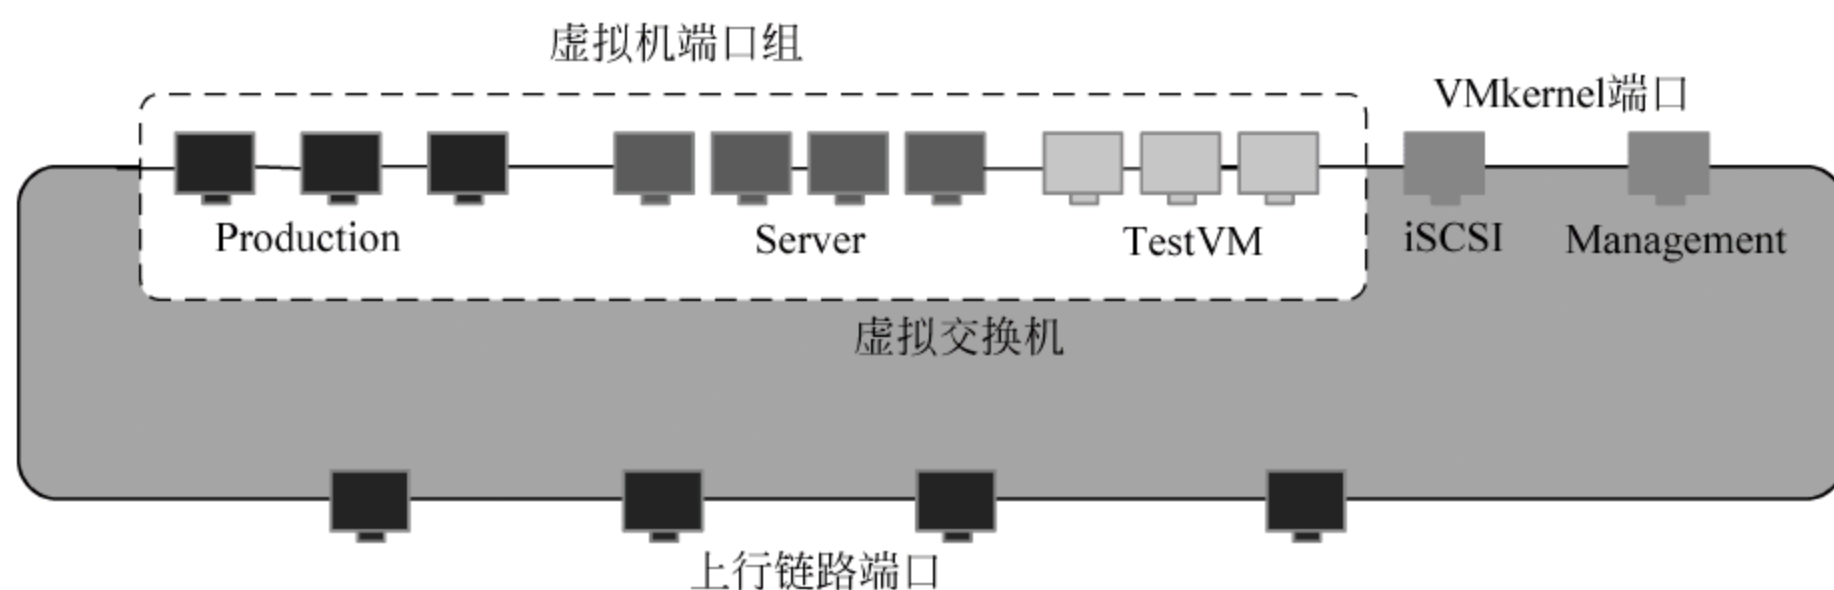 虚拟机端口组
VMkernel端口
Production
Server
TestVM
iSCSI
Management
虚拟交换机
上行链路端口